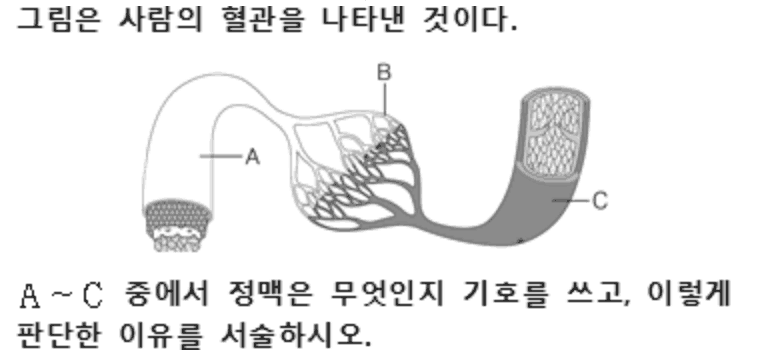 그림은 사람의 혈관을 나타낸 것이다.
B
A
C
A ~ C 중에서 정맥은 무엇인지 기호를 쓰고, 이렇게
판단한 이유를 서술하시오.